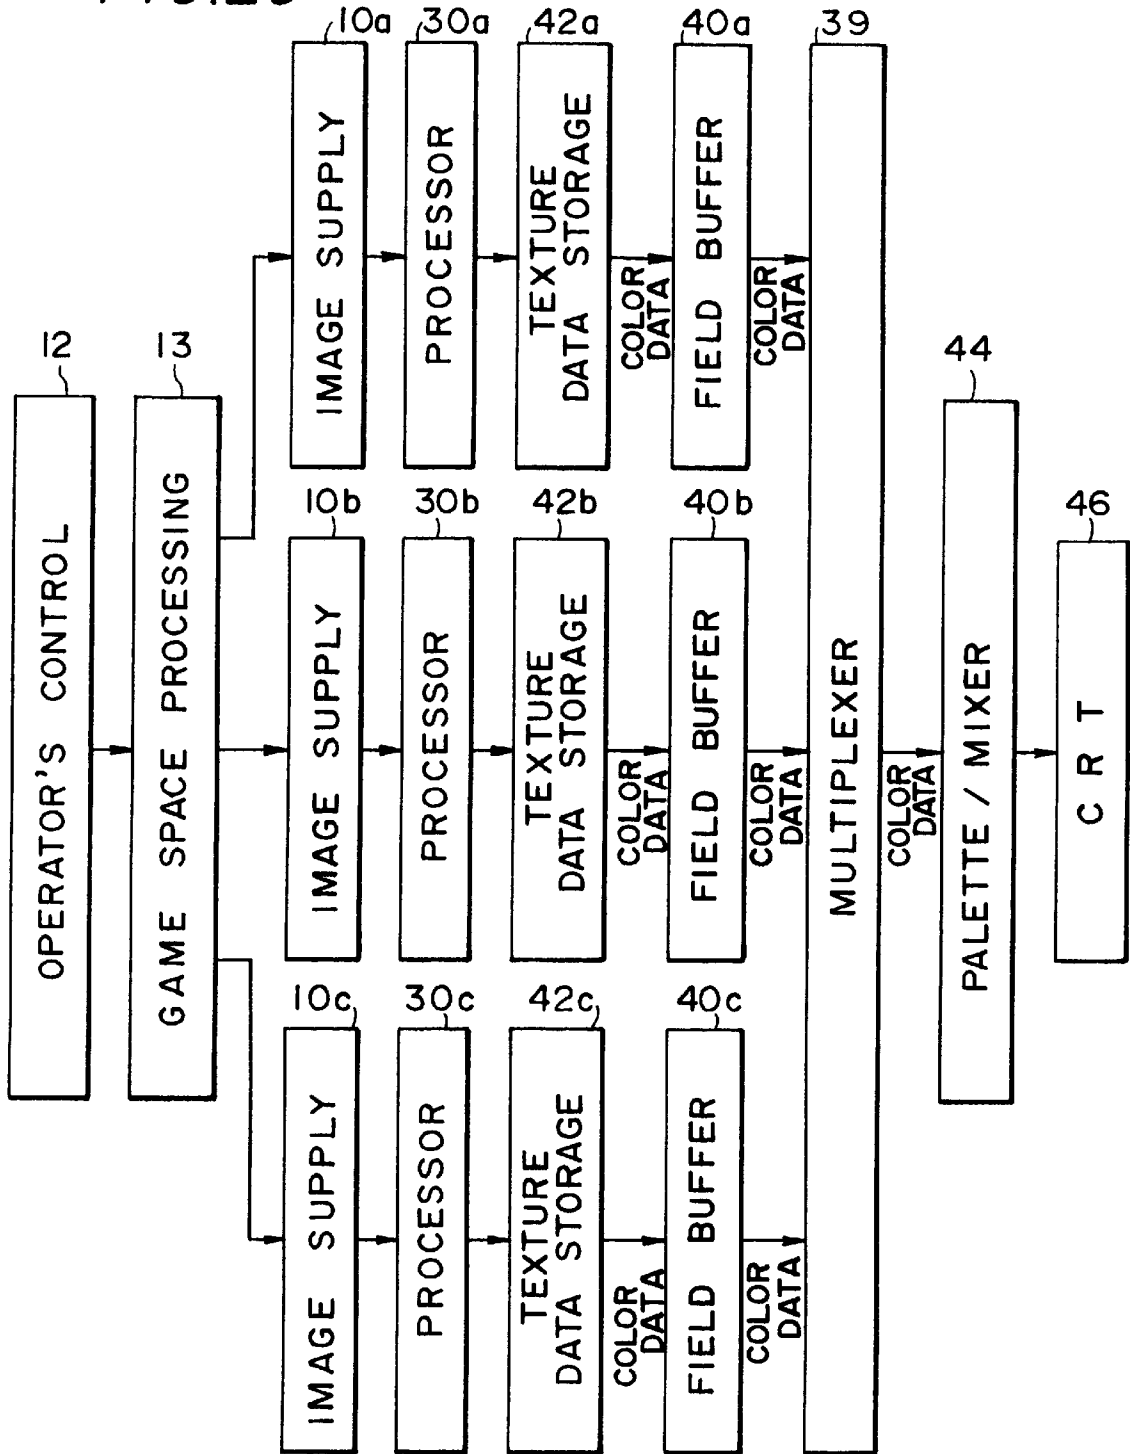 10a
30a
42a
40a
39
IMAGE SUPPLY
PROCESSOR
TEXTURE
DATA STORAGE
COLOR
DATA
FIELD BUFFER
COLOR
DATA
12
13
44
OPERATOR'S CONTROL
GAME SPACE PROCESSING
10b
30b
42b
40b
46
IMAGE SUPPLY
PROCESSOR
TEXTURE
DATA STORAGE
COLOR
DATA
FIELD BUFFER
COLOR
DATA
MULTIPLEXER
COLOR
DATA
PALETTE / MIXER
CRT
10c
30c
42c
40c
IMAGE SUPPLY
PROCESSOR
TEXTURE
DATA STORAGE
COLOR
DATA
FIELD BUFFER
COLOR
DATA